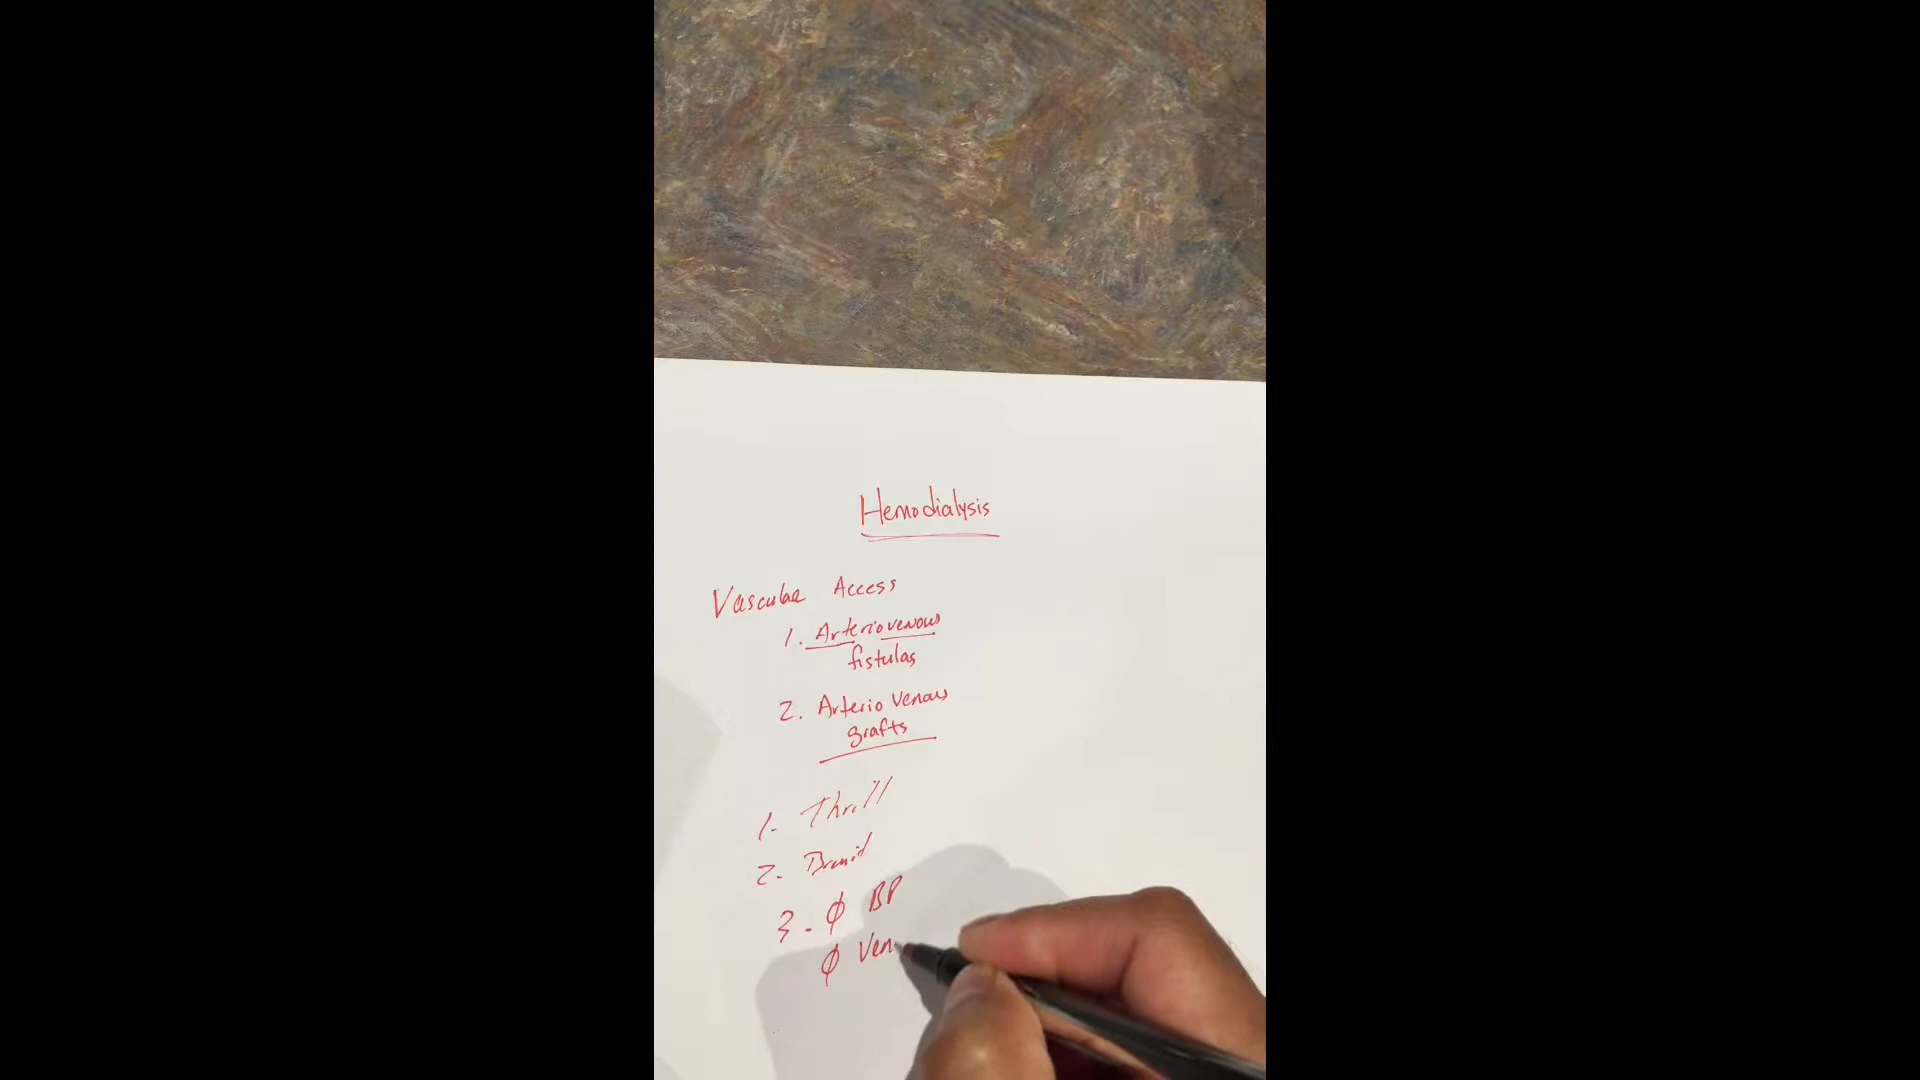 Hemodialysis
Vascular Access
1. Arteriovenous
fistulas
2. Arterio venous
grafts
1- Thrill
2- Bruit
3- Ø BP
Ø Ven